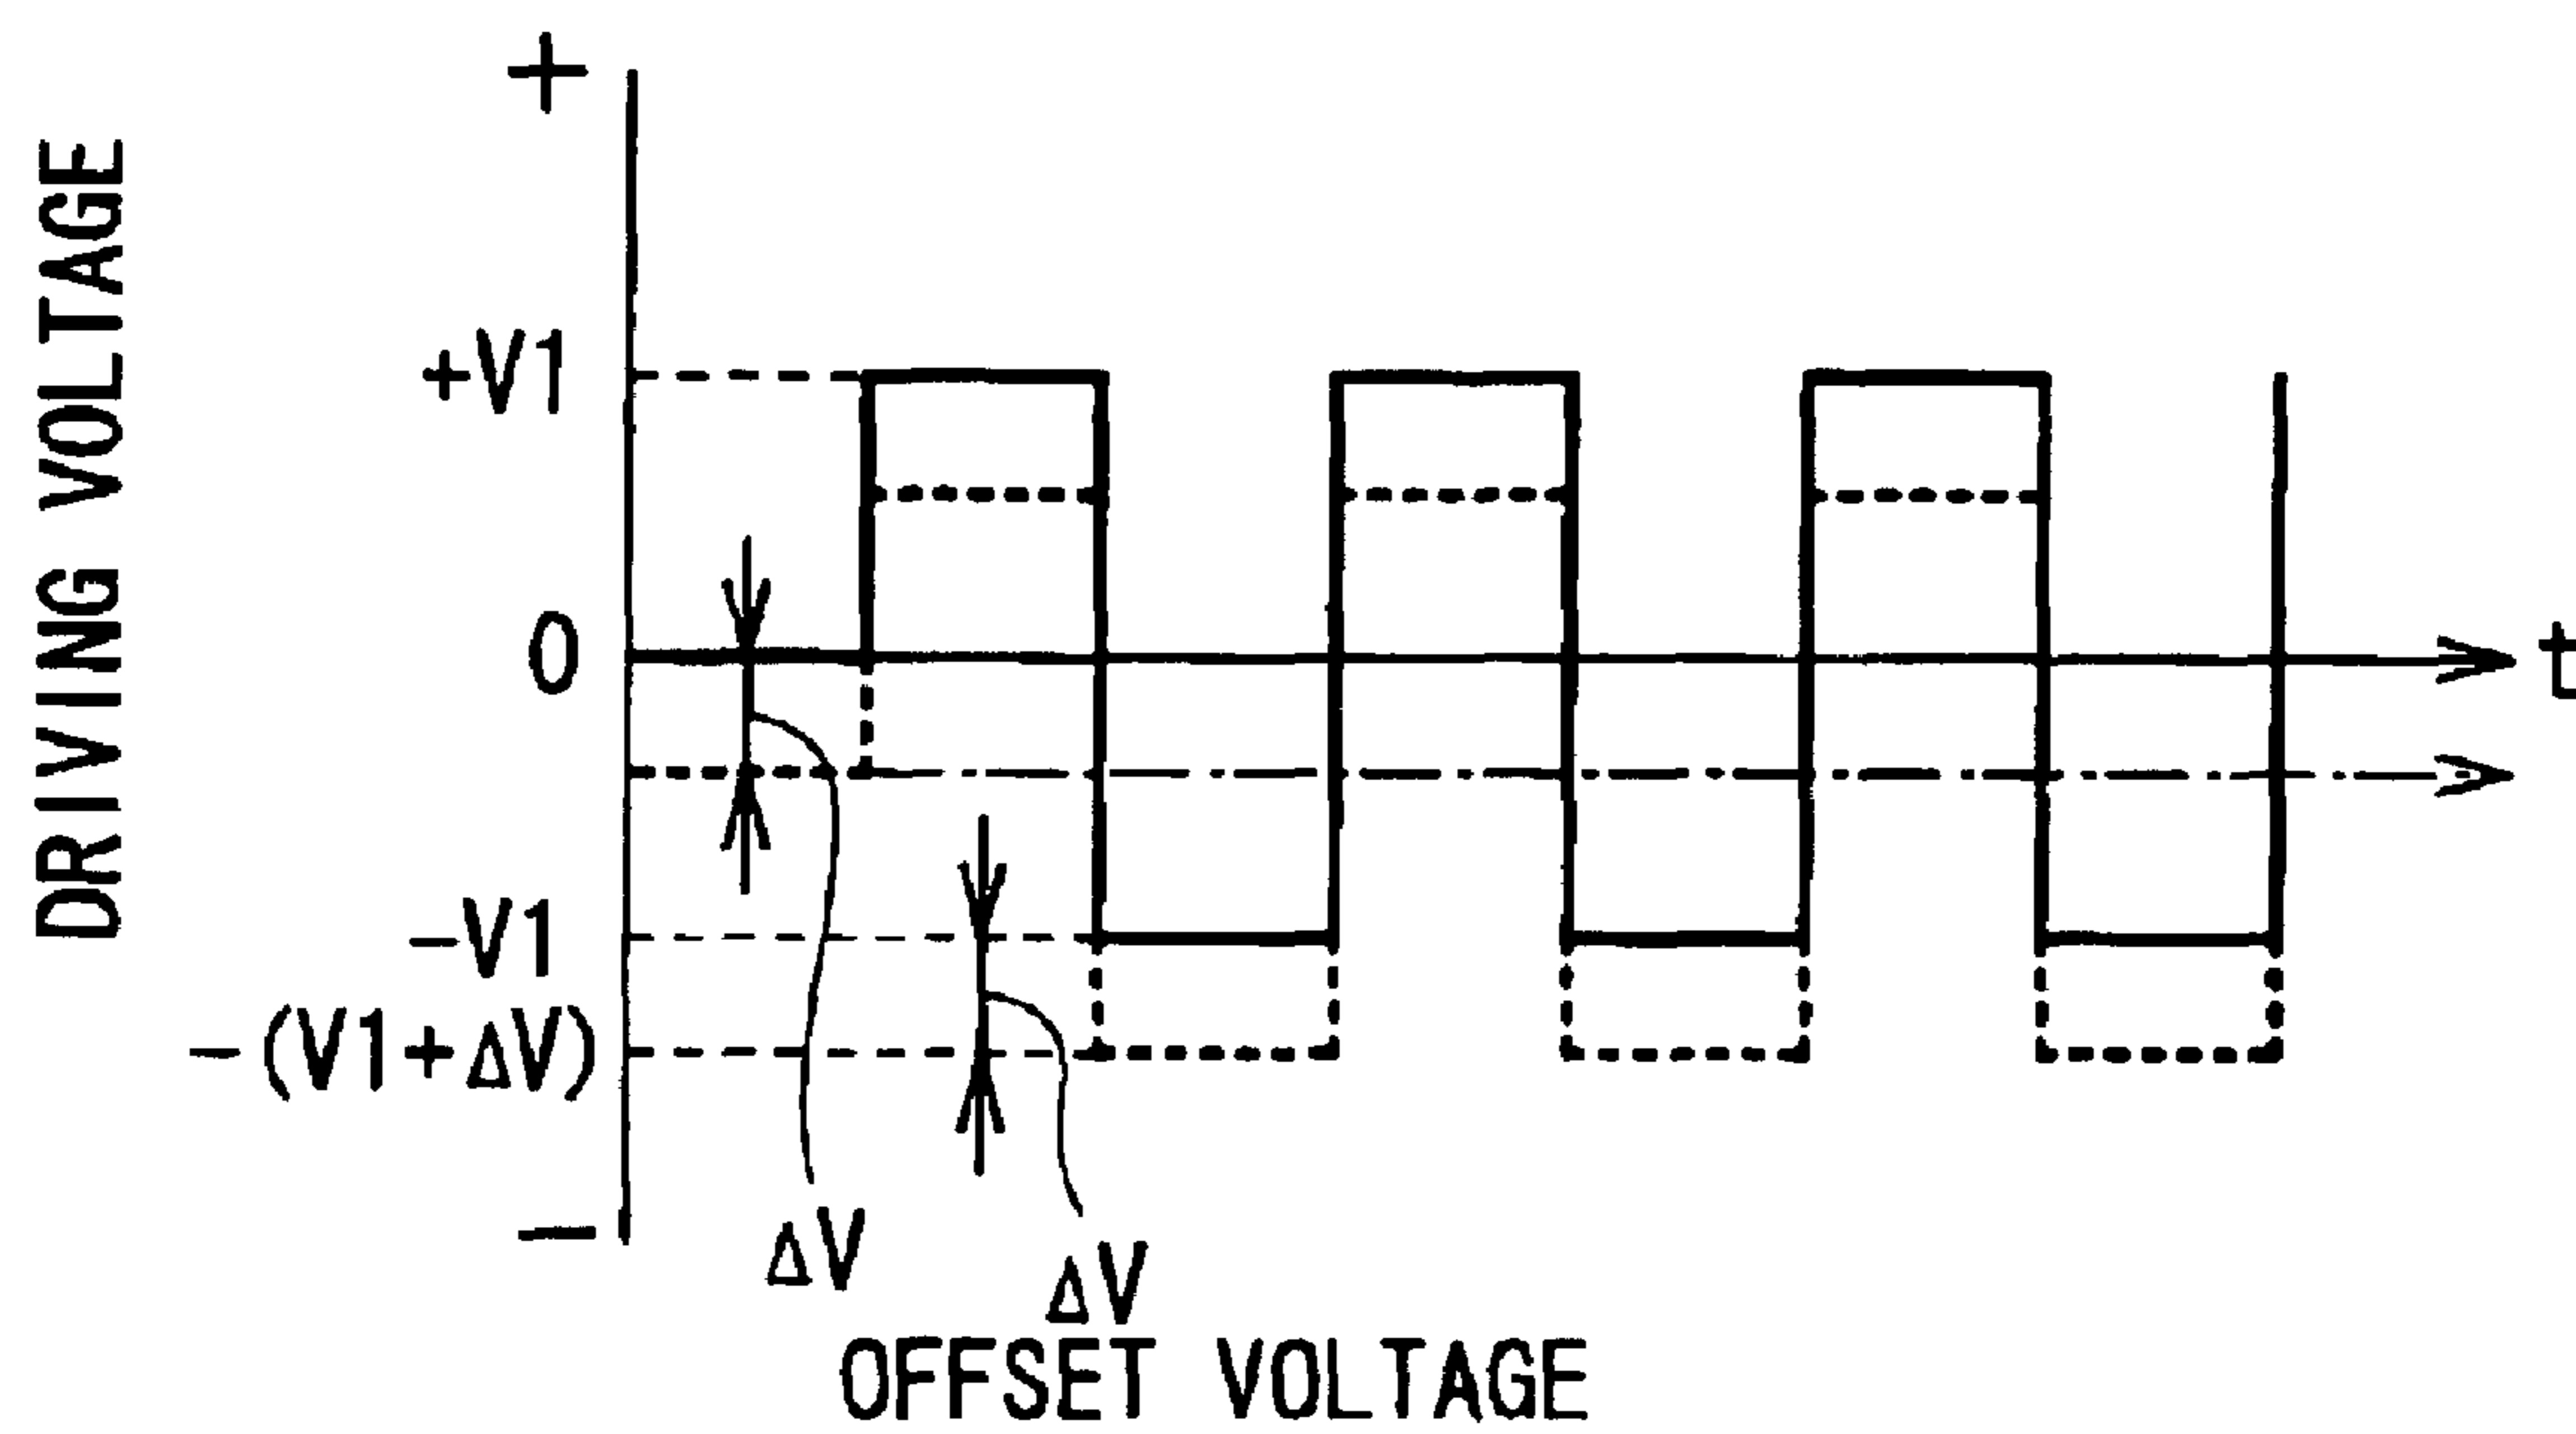 DRIVING VOLTAGE
+
+V1
0
t
-V1
-(V1+ΔV)
-
ΔV
ΔV
OFFSET VOLTAGE